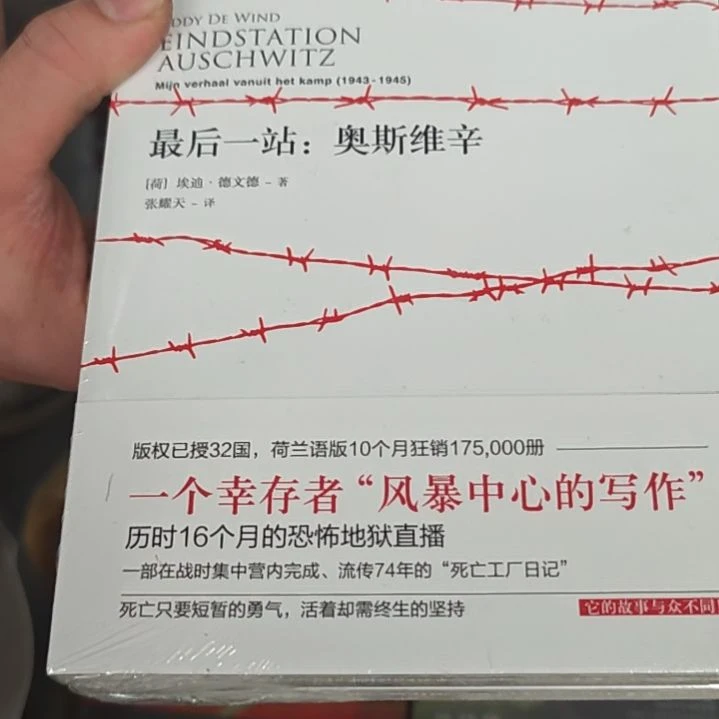 DDY DE WIND
EINDSTATION
AUSCHWITZ
Mijn verhaal vanuit het kamp (1943-1945)
最后一站：奥斯维辛
[荷] 埃迪·德文德 – 著
张耀天 – 译
版权已授32国，荷兰语版10个月狂销175,000册
一个幸存者“风暴中心的写作”
历时16个月的恐怖地狱直播
一部在战时集中营内完成、流传74年的“死亡工厂日记”
死亡只要短暂的勇气，活着却需终生的坚持
它的故事与众不同